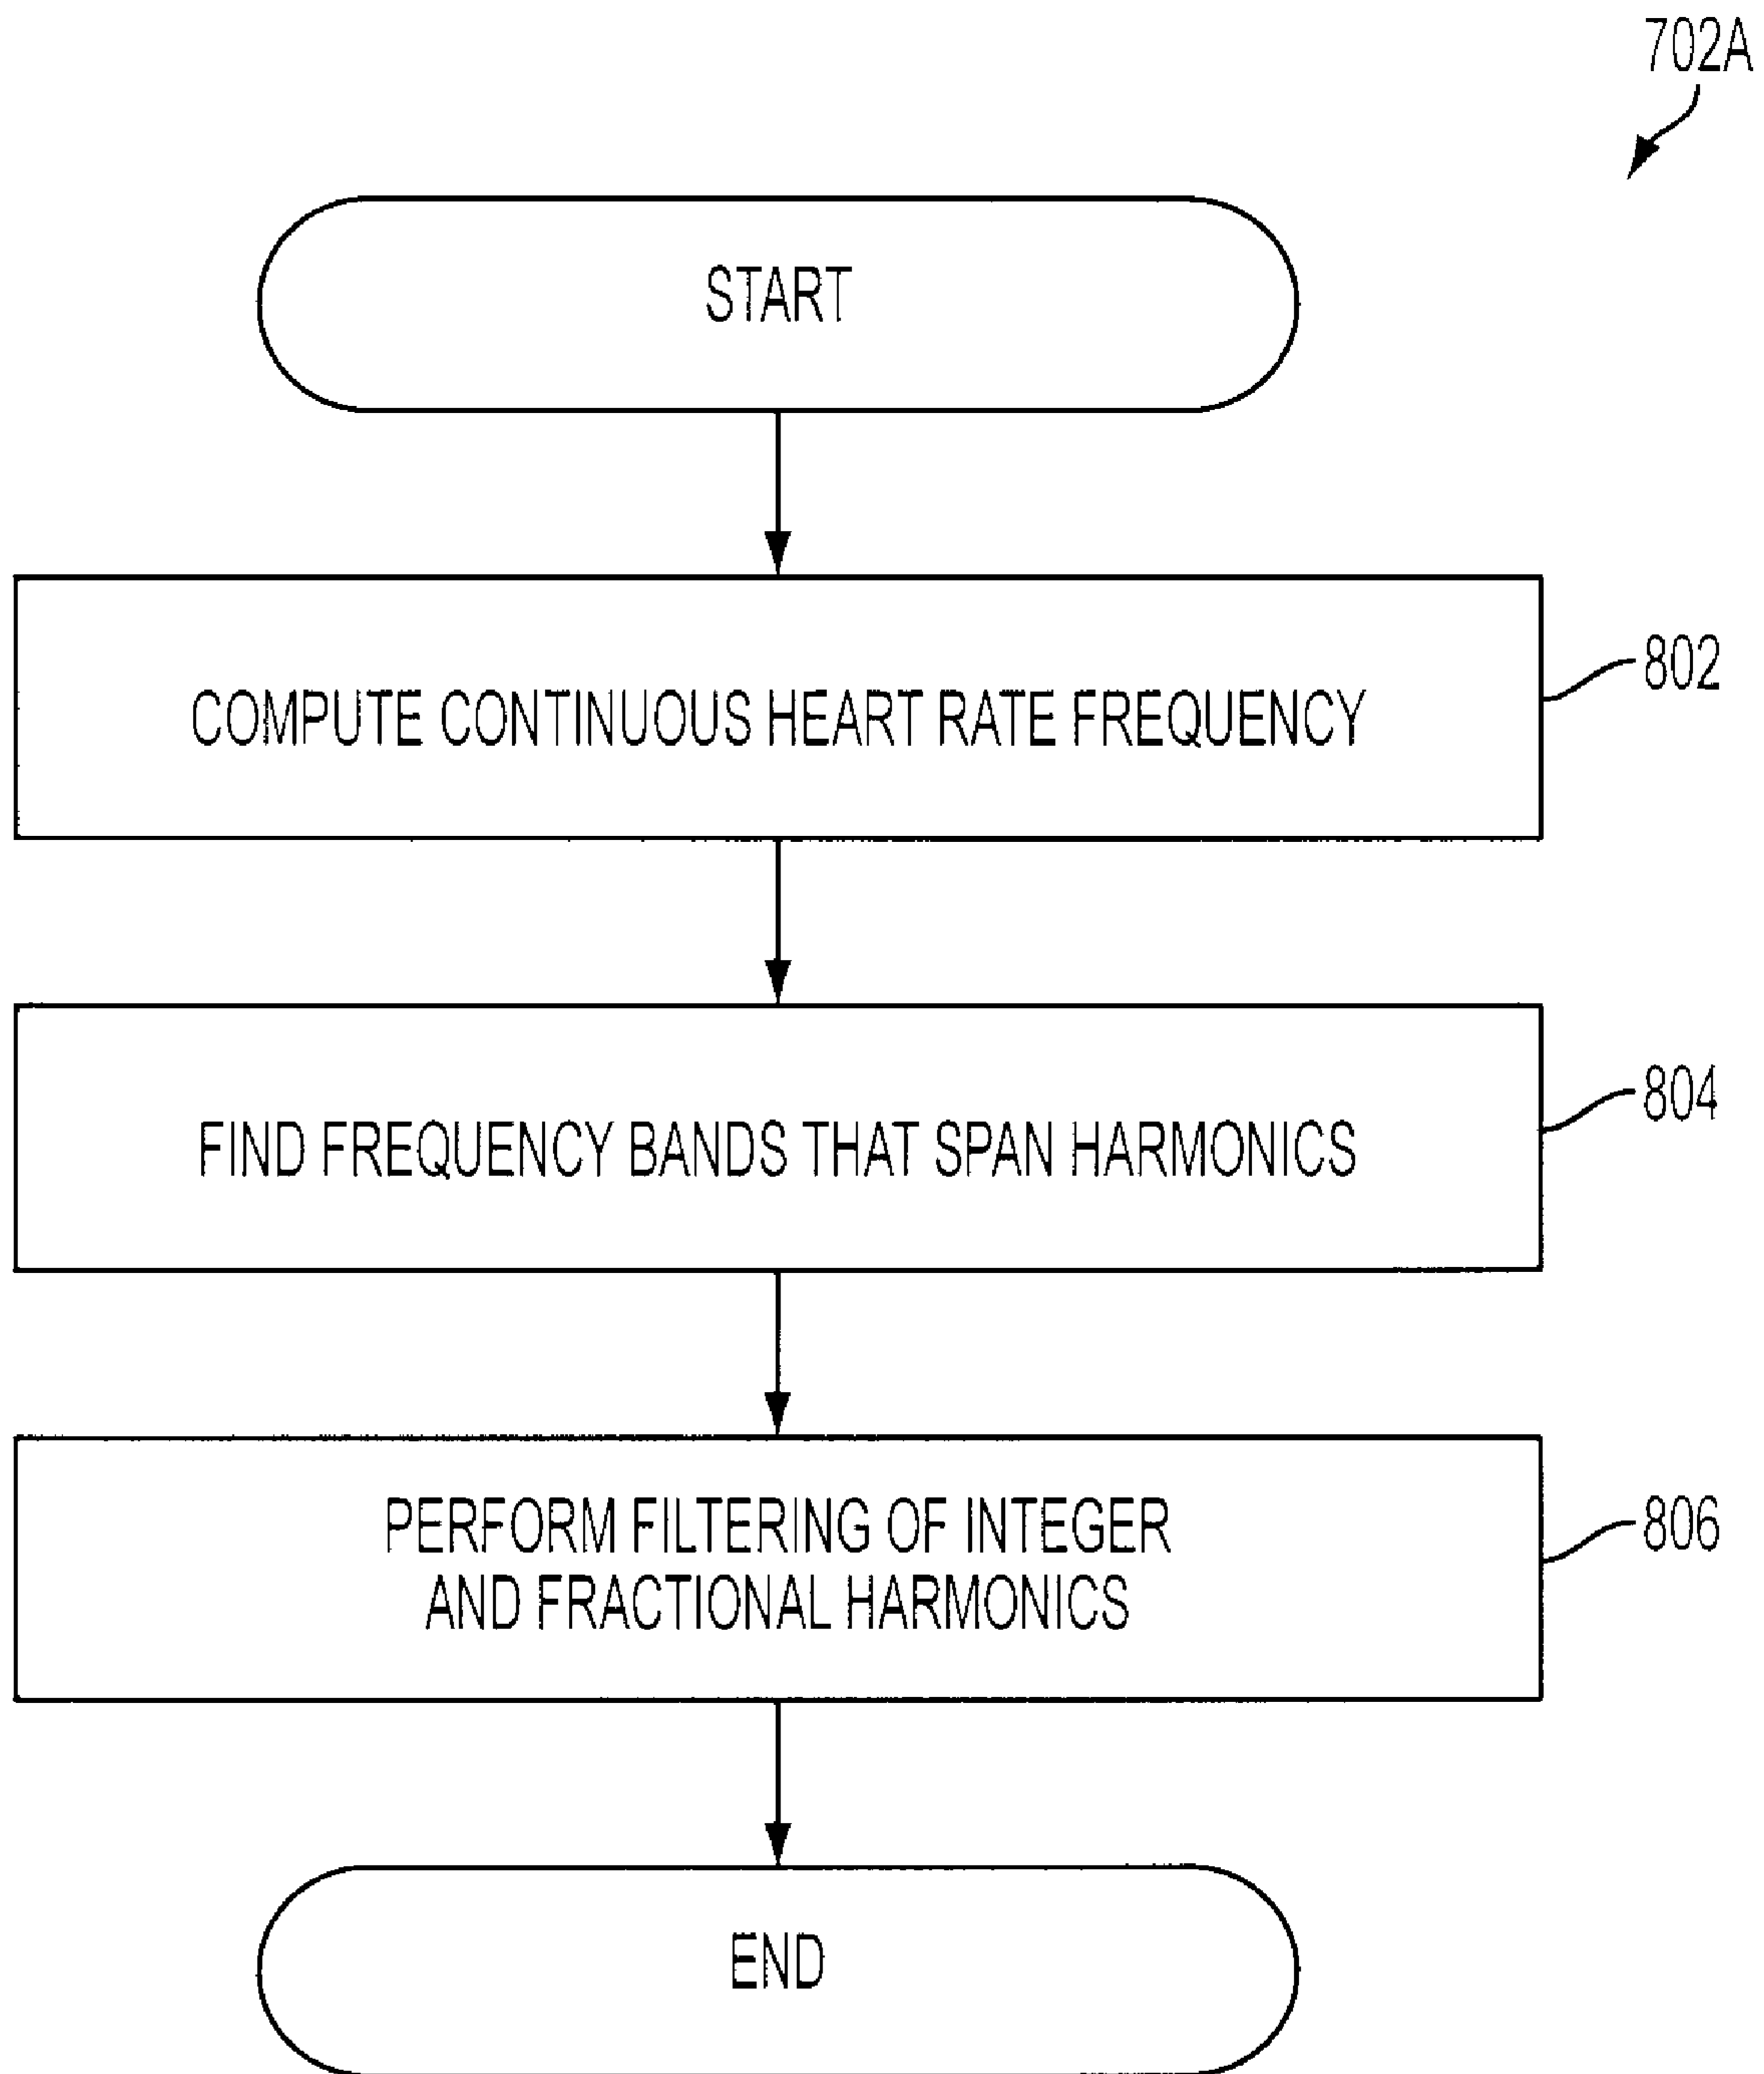 702A
START
COMPUTE CONTINUOUS HEART RATE FREQUENCY
802
FIND FREQUENCY BANDS THAT SPAN HARMONICS
804
PERFORM FILTERING OF INTEGER
AND FRACTIONAL HARMONICS
806
END